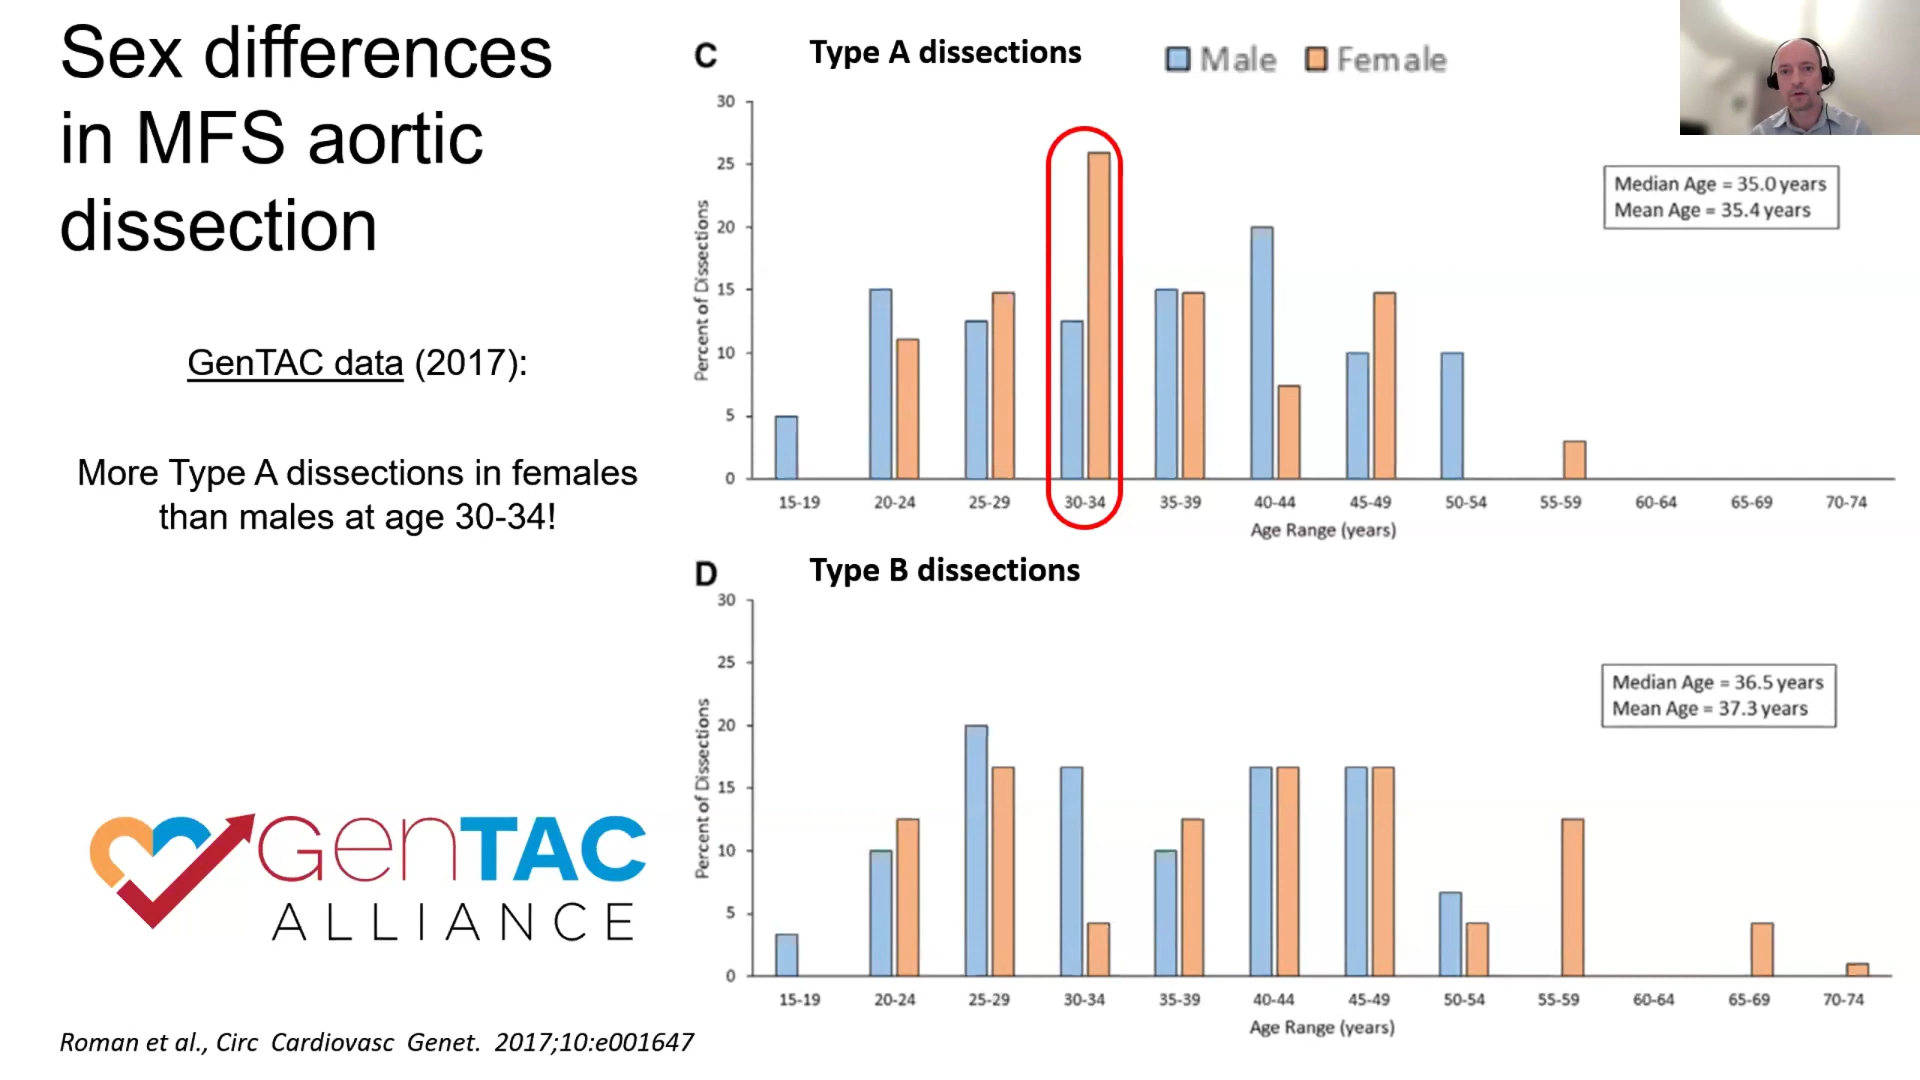 Sex differences
in MFS aortic
dissection
GenTAC data (2017):
More Type A dissections in females
than males at age 30-34!
GenTAC
ALLIANCE
Roman et al., Circ Cardiovasc Genet. 2017;10:e001647
C Type A dissections Male Female
30
25
20
15
10
5
0
Percent of Dissections
Median Age = 35.0 years
Mean Age = 35.4 years
15-19 20-24 25-29 30-34 35-39 40-44 45-49 50-54 55-59 60-64 65-69 70-74
Age Range (years)
D Type B dissections
30
25
20
15
10
5
0
Percent of Dissections
Median Age = 36.5 years
Mean Age = 37.3 years
15-19 20-24 25-29 30-34 35-39 40-44 45-49 50-54 55-59 60-64 65-69 70-74
Age Range (years)